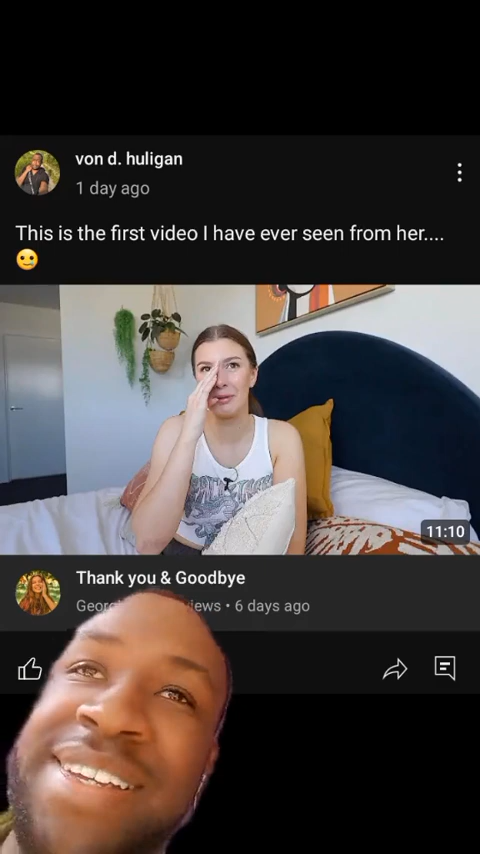 von d. huligan
1 day ago
This is the first video I have ever seen from her....
🥲
11:10
Thank you & Goodbye
• 6 days ago